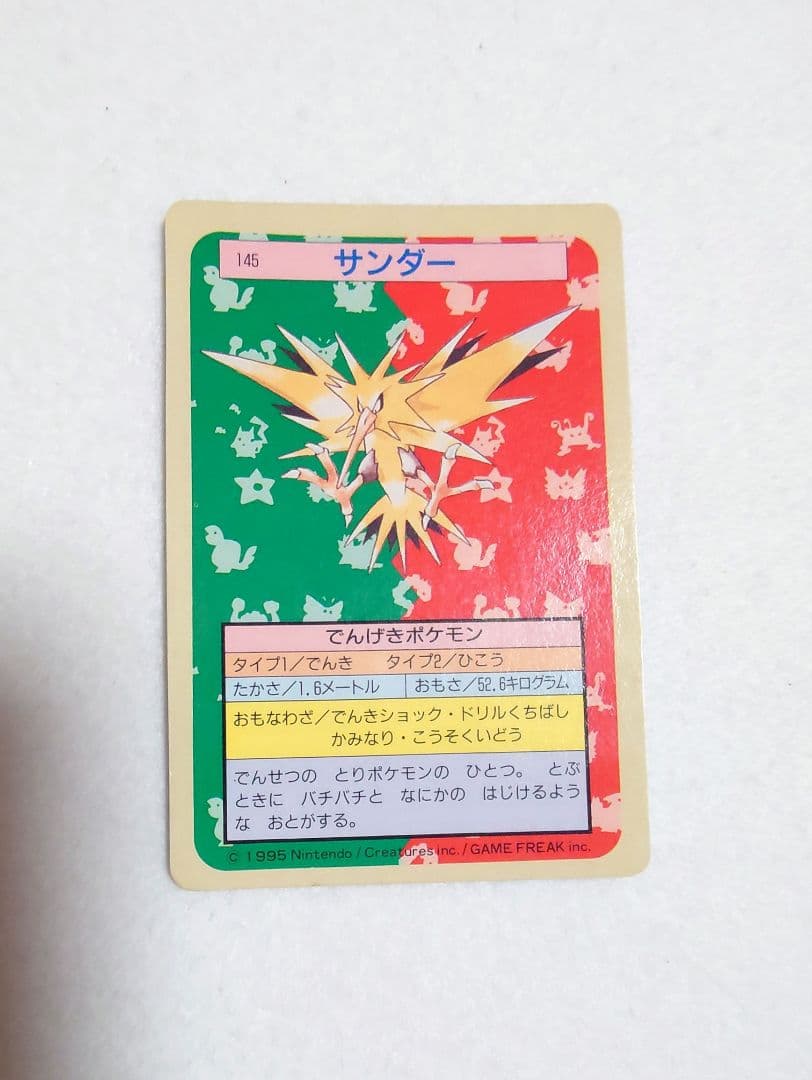 145 サンダー
でんげきポケモン
タイプ1/でんき タイプ2/ひこう
たかさ/1.6メートル おもさ/52.6キログラム
おもなわざ/でんきショック・ドリルくちばし
かみなり・こうそくいどう
でんせつの とりポケモンの ひとつ。 とぶ
ときに バチバチと なにかの はじけるよう
な おとがする。
© 1995 Nintendo / Creatures inc. / GAME FREAK inc.